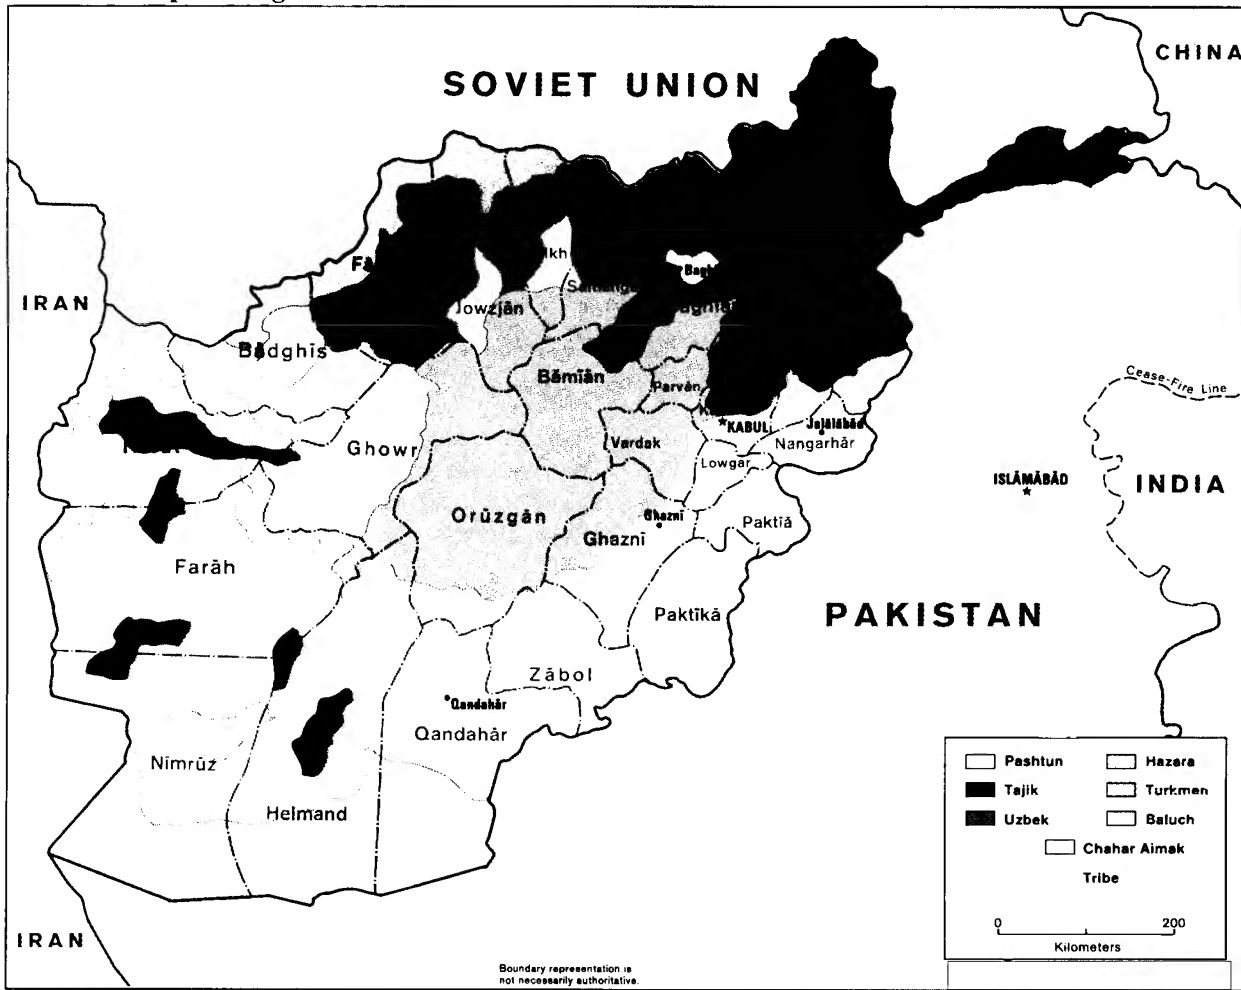 CHINA
SOVIET UNION
IRAN
Bādghīs
Jowzjān
Bāmīān
Parvān
Ghowr
Vardak
KABUL
Jalālābād
Nangarhār
Lowgar
Cease-Fire Line
INDIA
ISLĀMĀBĀD
Orūzgān
Ghaznī
Ghaznī
Paktīā
Farāh
Paktīkā
PAKISTAN
Zābol
Qandahār
Qandahār
Nīmrūz
Helmand
Pashtun
Hazara
Tajik
Turkmen
Uzbek
Baluch
Chahar Aimak
Tribe
0 200
Kilometers
IRAN
Boundary representation is
not necessarily authoritative.